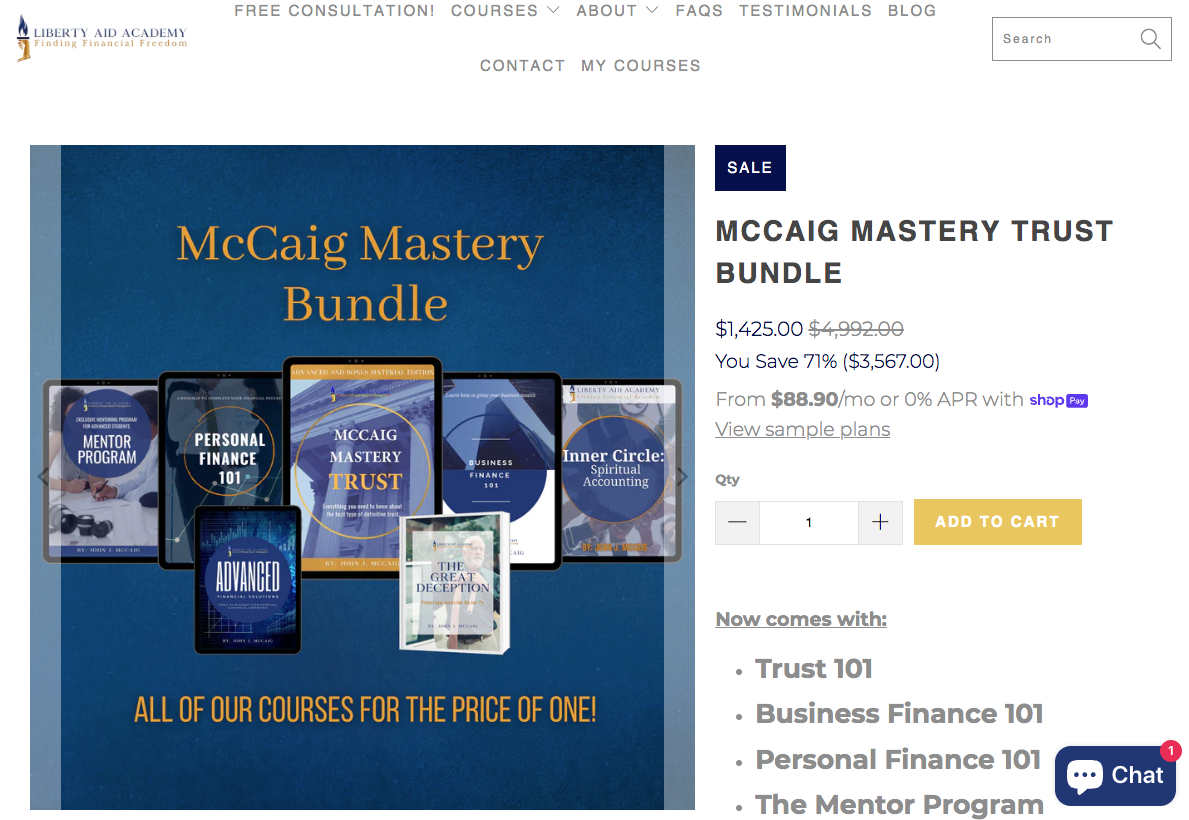 FREE CONSULTATION! COURSES ABOUT FAQS TESTIMONIALS BLOG
LIBERTY AID ACADEMY
Finding Financial Freedom
Search
CONTACT MY COURSES
SALE
McCaig Mastery
Bundle
MCCAIG MASTERY TRUST
BUNDLE
$1,425.00 $4,992.00
You Save 71% ($3,567.00)
From $88.90/mo or 0% APR with shop Pay
View sample plans
Qty
1
ADD TO CART
EXCLUSIVE MENTORING PROGRAM
FOR ADVANCED STUDENTS
MENTOR
PROGRAM
BY: JOHN J. MCCAIG
A ROADMAP TO COMPLETE YOUR FINANCIAL SUCCESS
PERSONAL
FINANCE
101
ADVANCED AND BONUS MATERIAL EDITION
MCCAIG
MASTERY
TRUST
Everything you need to know about
the best type of definitive trust.
BY: JOHN J. MCCAIG
Learn how to grow your business wealth
BUSINESS
FINANCE
101
LIBERTY AID ACADEMY
Finding Financial Freedom
Inner Circle:
Spiritual
Accounting
BY: JOHN J. MCCAIG
ADVANCED
FINANCIAL SOLUTIONS
BY: JOHN J. MCCAIG
THE
GREAT
DECEPTION
BY: JOHN J. MCCAIG
ALL OF OUR COURSES FOR THE PRICE OF ONE!
Now comes with:
• Trust 101
• Business Finance 101
• Personal Finance 101
• The Mentor Program
1
Chat